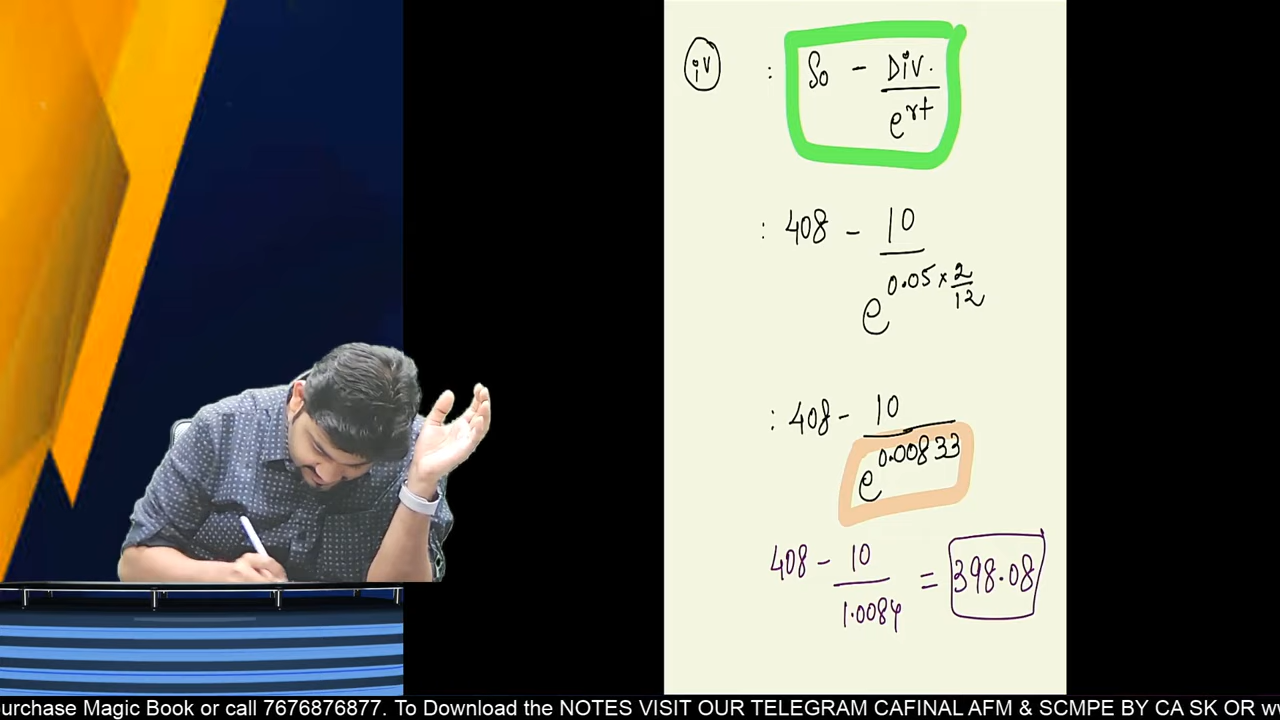 iv : So - Div. / e^rt
: 408 - 10 / e^0.05 × 2/12
: 408 - 10 / e^0.00833
408 - 10 / 1.0084 = 398.08
urchase Magic Book or call 7676876877. To Download the NOTES VISIT OUR TELEGRAM CAFINAL AFM & SCMPE BY CA SK OR w